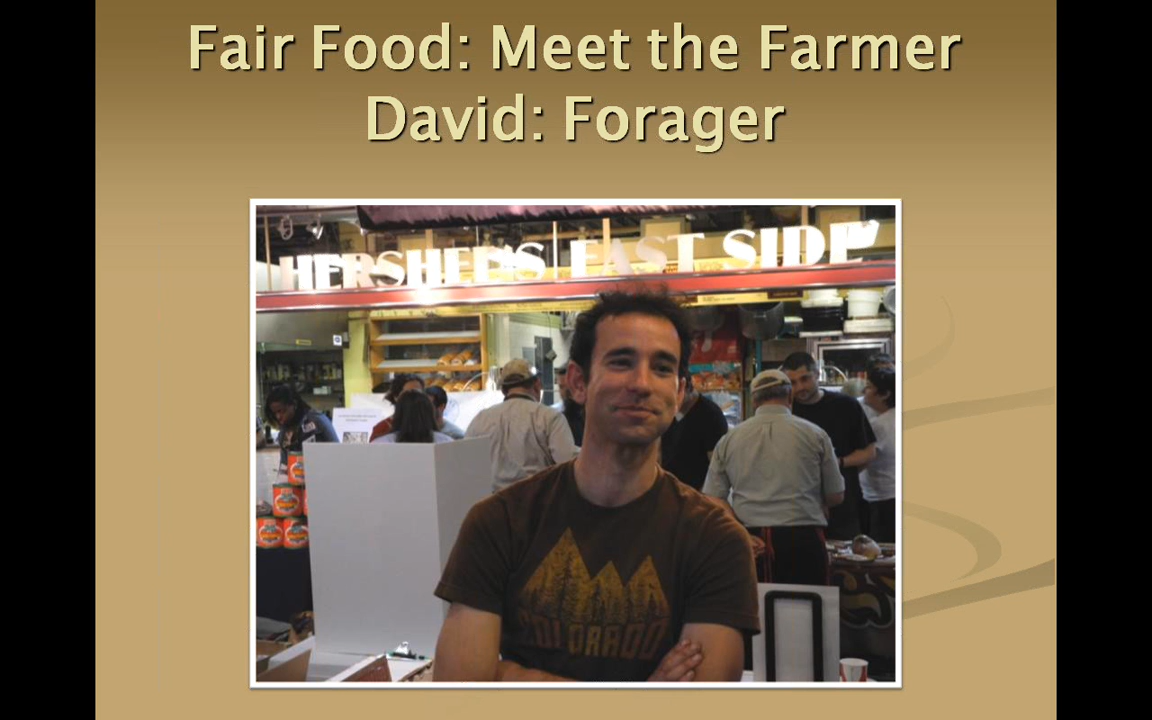 Fair Food: Meet the Farmer
David: Forager
HERSHEL'S EAST SIDE
COLORADO